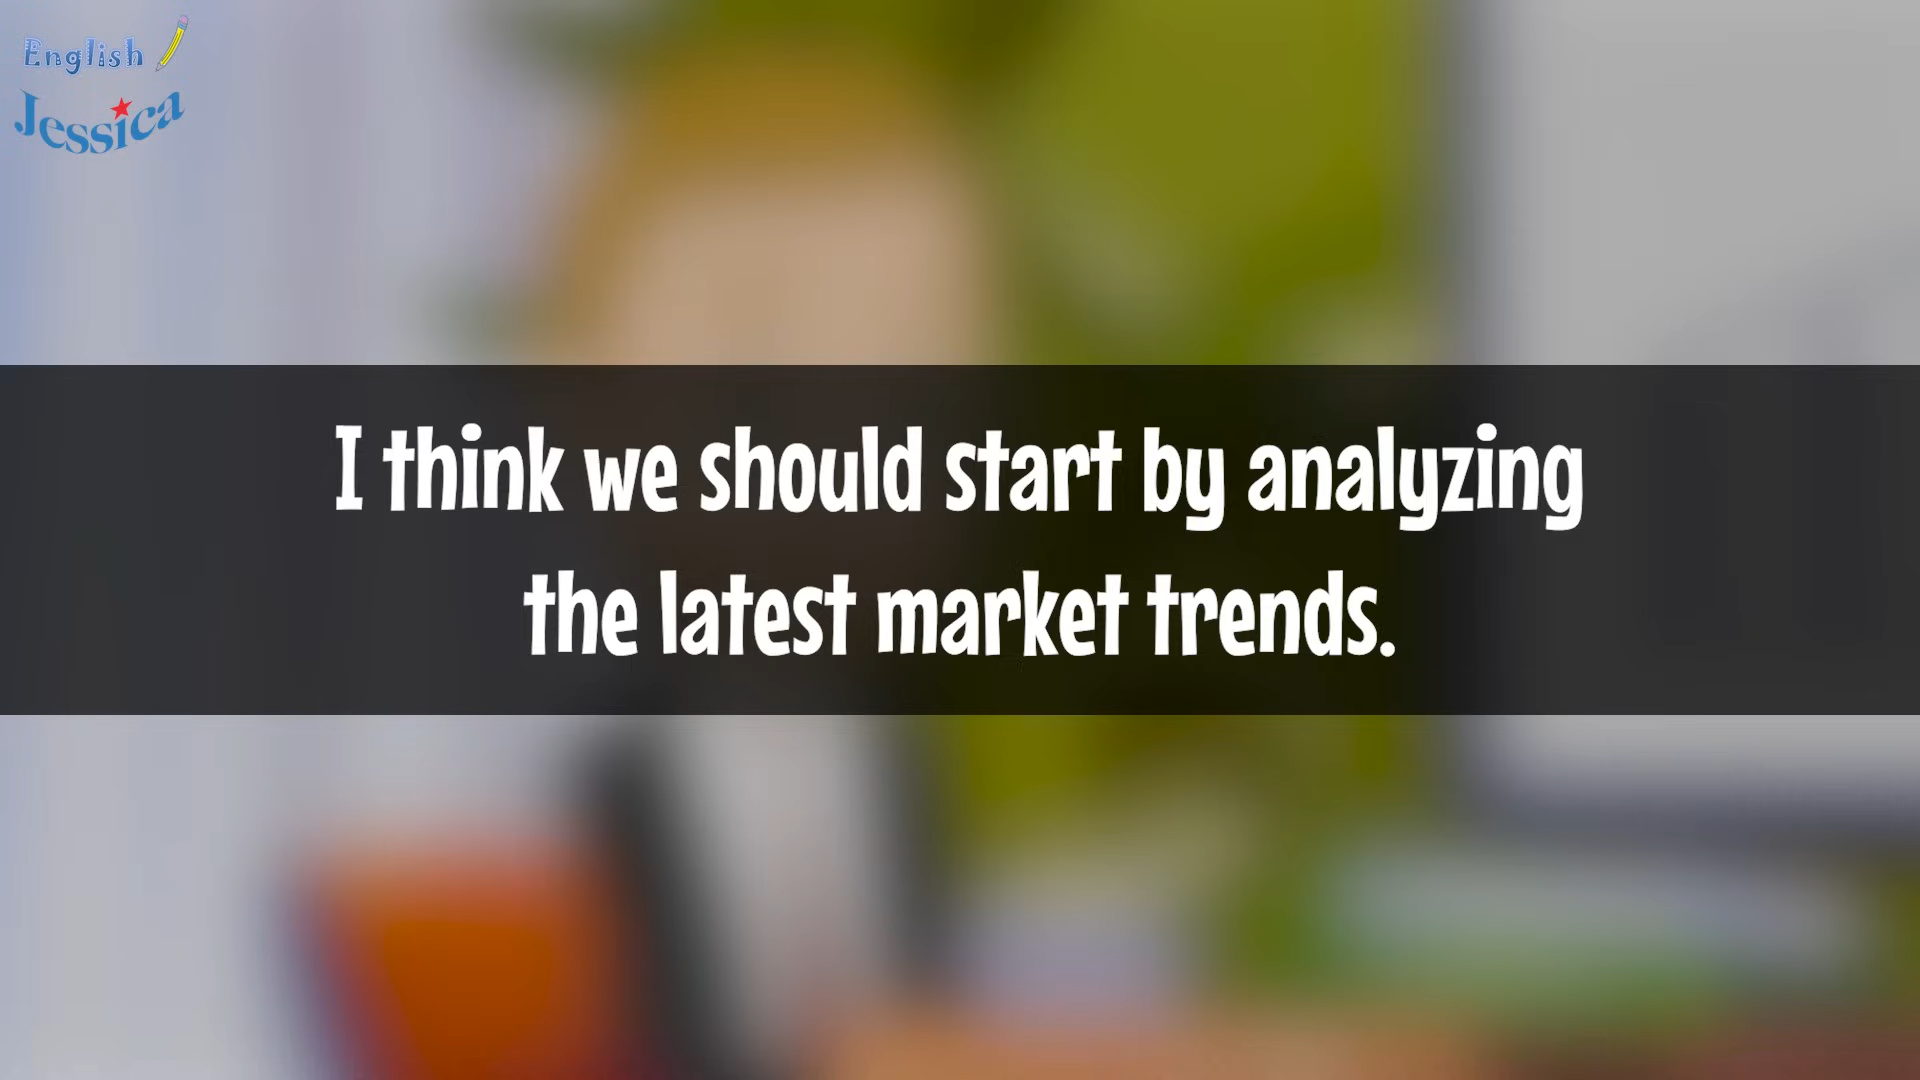 English
Jessica
I think we should start by analyzing
the latest market trends.